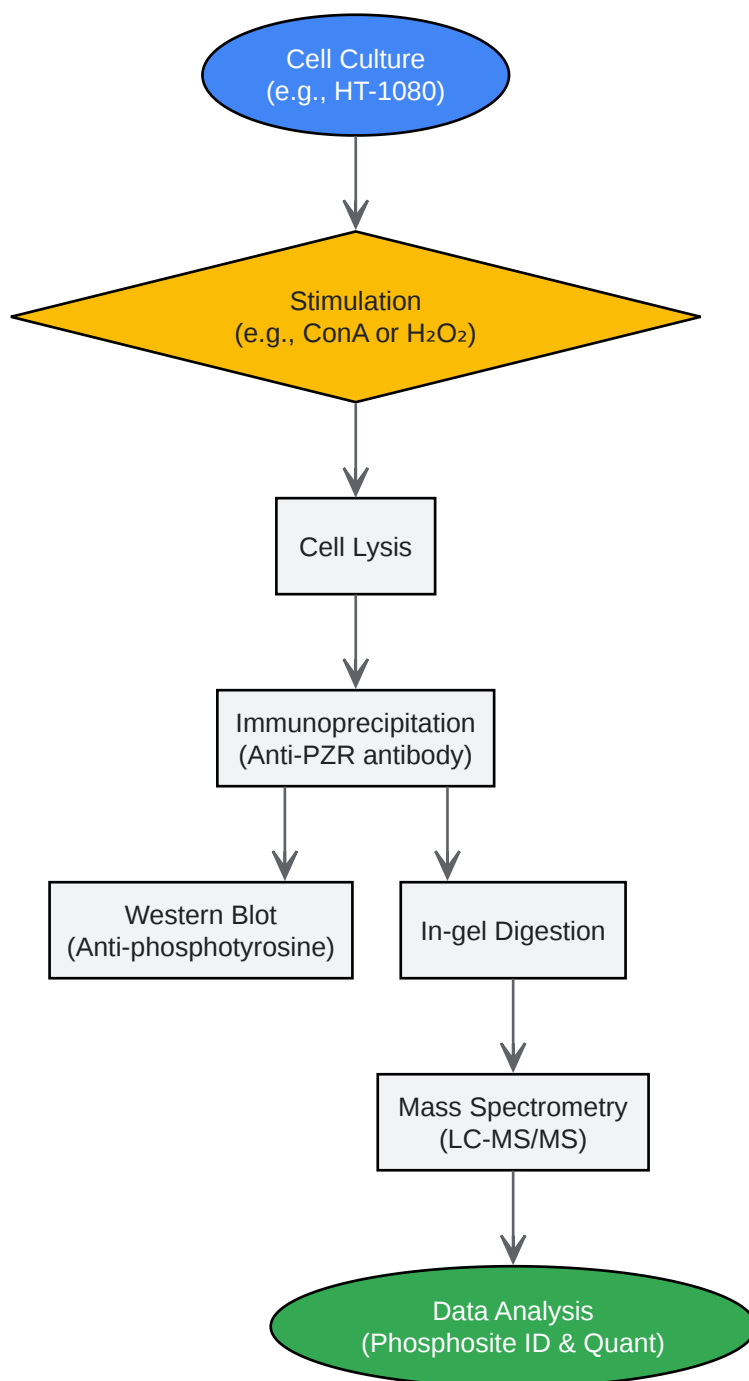 Cell Culture
(e.g., HT-1080)
Stimulation
(e.g., ConA or H₂O₂)
Cell Lysis
Immunoprecipitation
(Anti-PZR antibody)
Western Blot
(Anti-phosphotyrosine)
In-gel Digestion
Mass Spectrometry
(LC-MS/MS)
Data Analysis
(Phosphosite ID & Quant)